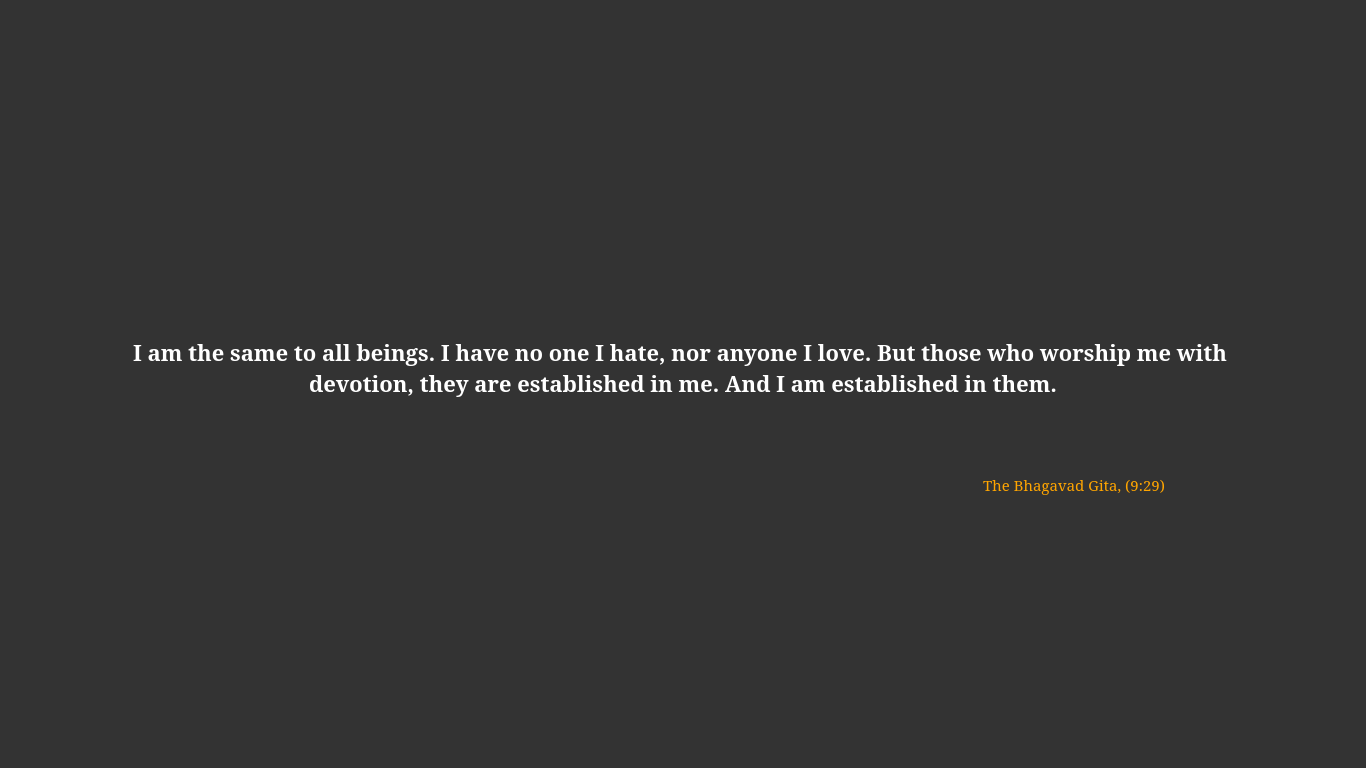 I am the same to all beings. I have no one I hate, nor anyone I love. But those who worship me with
devotion, they are established in me. And I am established in them.
The Bhagavad Gita, (9:29)